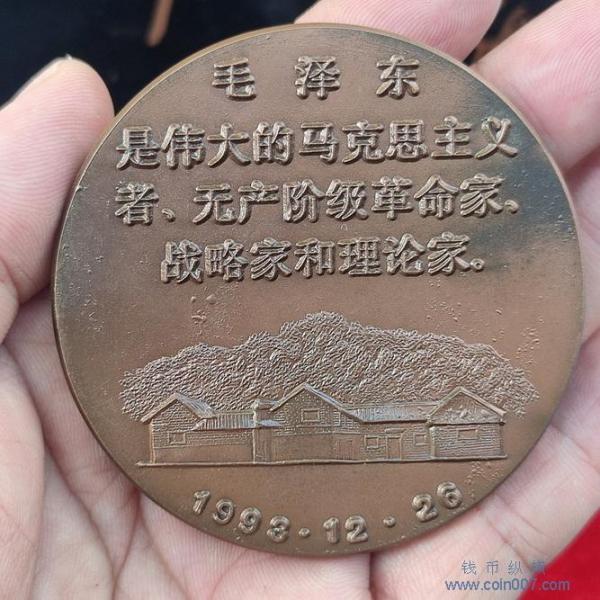 毛泽东
是伟大的马克思主义
者、无产阶级革命家、
战略家和理论家。
1993·12·26
钱币纵横
www.coin007.com